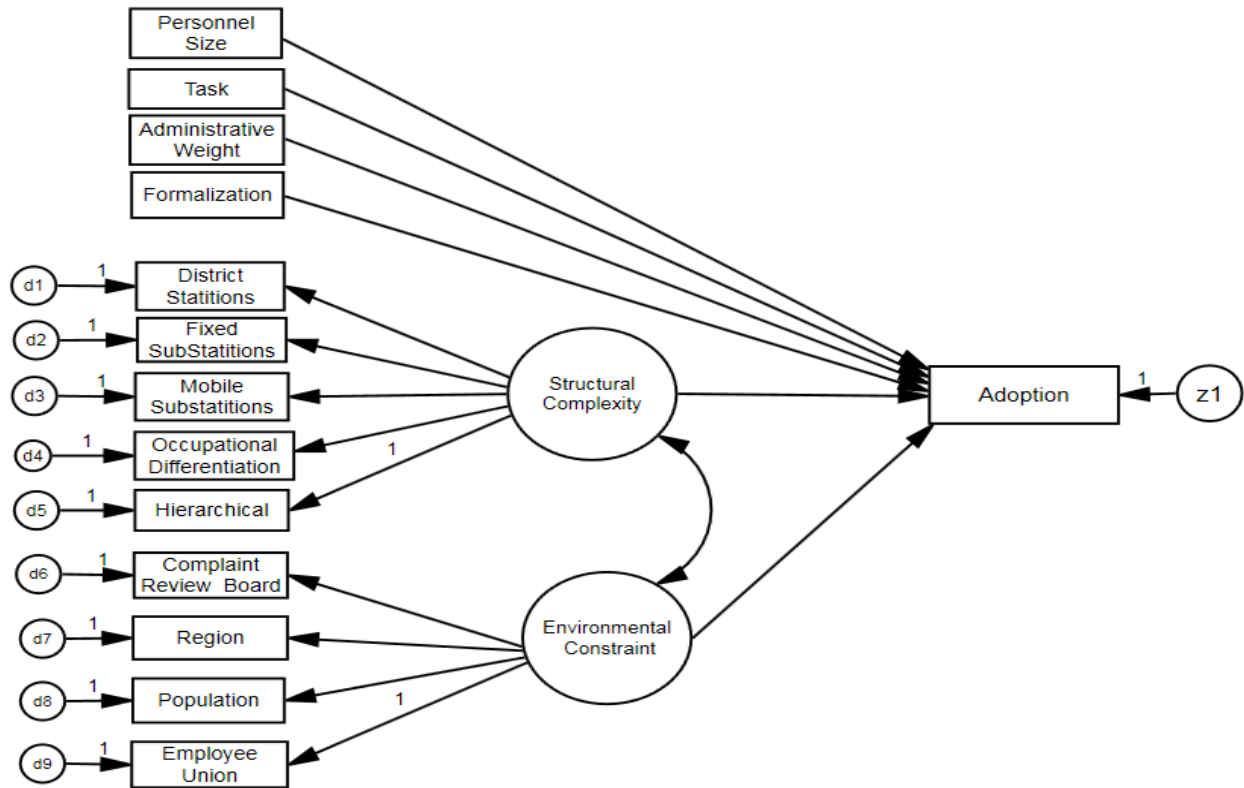 Personnel
Size
Task
Administrative
Weight
Formalization
d1
1
District
Statitions
d2
1
Fixed
SubStatitions
d3
1
Mobile
Substatitions
d4
1
Occupational
Differentiation
d5
1
Hierarchical
1
Structural
Complexity
Adoption
1
z1
d6
1
Complaint
Review Board
d7
1
Region
d8
1
Population
d9
1
Employee
Union
1
Environmental
Constraint